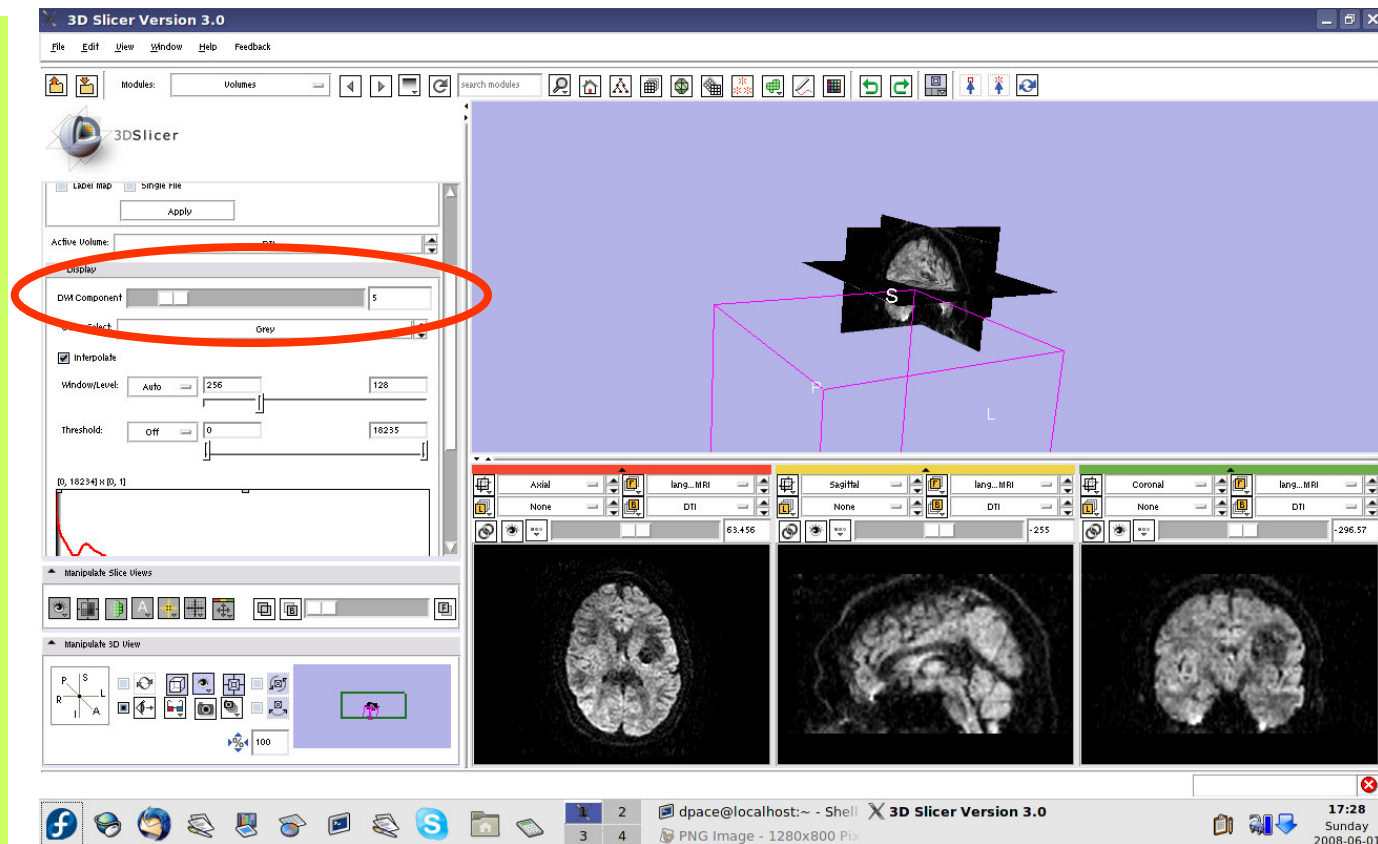 3D Slicer Version 3.0
File Edit View Window Help Feedback
Modules: Volumes search modules
3DSlicer
Label Map Single File
Apply
Active Volume: DTI
Display
DWI Component 5
Select: Grey
Interpolate
Window/Level: Auto 256 128
Threshold: Off 0 18235
[0, 18234] x [0, 1]
S
P
L
Axial lang...MRI
None DTI
63.456
Sagittal lang...MRI
None DTI
-255
Coronal lang...MRI
None DTI
-296.57
Manipulate Slice Views
Manipulate 3D View
P S
R L
I A
% 100
1 2
3 4
dpace@localhost:~ - Shell
3D Slicer Version 3.0
PNG Image - 1280x800 Pix
17:28
Sunday
2008-06-01